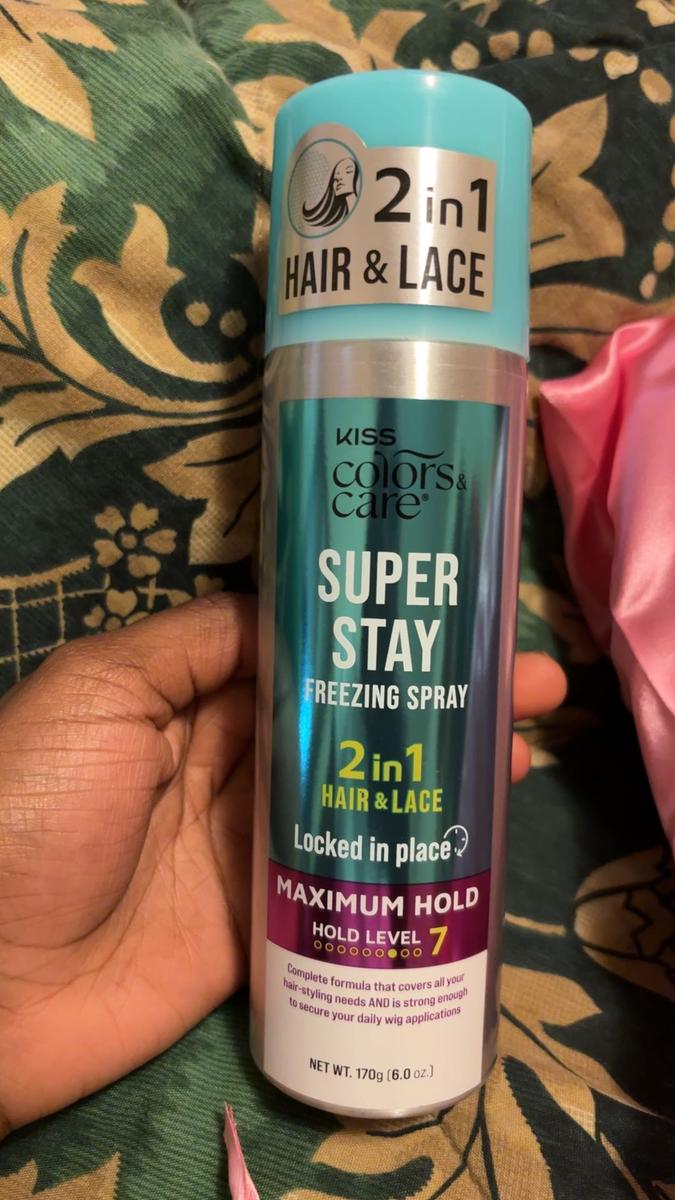 2 in 1
HAIR & LACE
KISS
colors &
care®
SUPER
STAY
FREEZING SPRAY
2 in 1
HAIR & LACE
Locked in place
MAXIMUM HOLD
HOLD LEVEL 7
Complete formula that covers all your
hair-styling needs AND is strong enough
to secure your daily wig applications
NET WT. 170g (6.0 oz.)